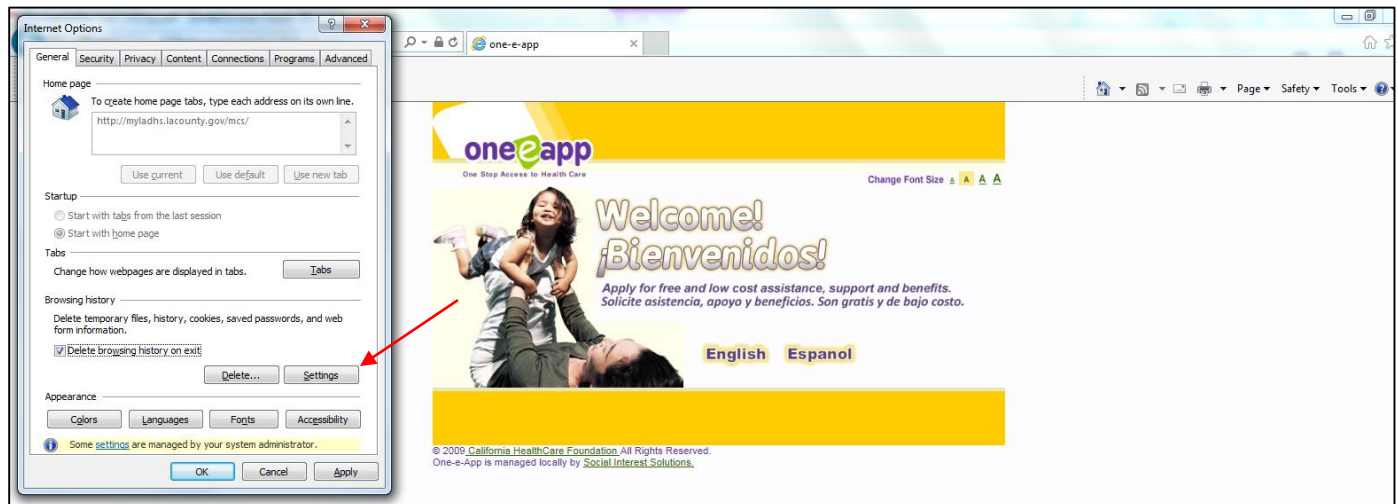 Internet Options
General Security Privacy Content Connections Programs Advanced
Home page
To create home page tabs, type each address on its own line.
http://myladhs.lacounty.gov/mcs/
Use current Use default Use new tab
Startup
Start with tabs from the last session
Start with home page
Tabs
Change how webpages are displayed in tabs. Tabs
Browsing history
Delete temporary files, history, cookies, saved passwords, and web
form information.
Delete browsing history on exit
Delete... Settings
Appearance
Colors Languages Fonts Accessibility
Some settings are managed by your system administrator.
OK Cancel Apply
one-e-app
Page Safety Tools
one e app
One Stop Access to Health Care
Change Font Size A A A A
Welcome!
¡Bienvenidos!
Apply for free and low cost assistance, support and benefits.
Solicite asistencia, apoyo y beneficios. Son gratis y de bajo costo.
English Espanol
© 2009 California HealthCare Foundation All Rights Reserved.
One-e-App is managed locally by Social Interest Solutions.